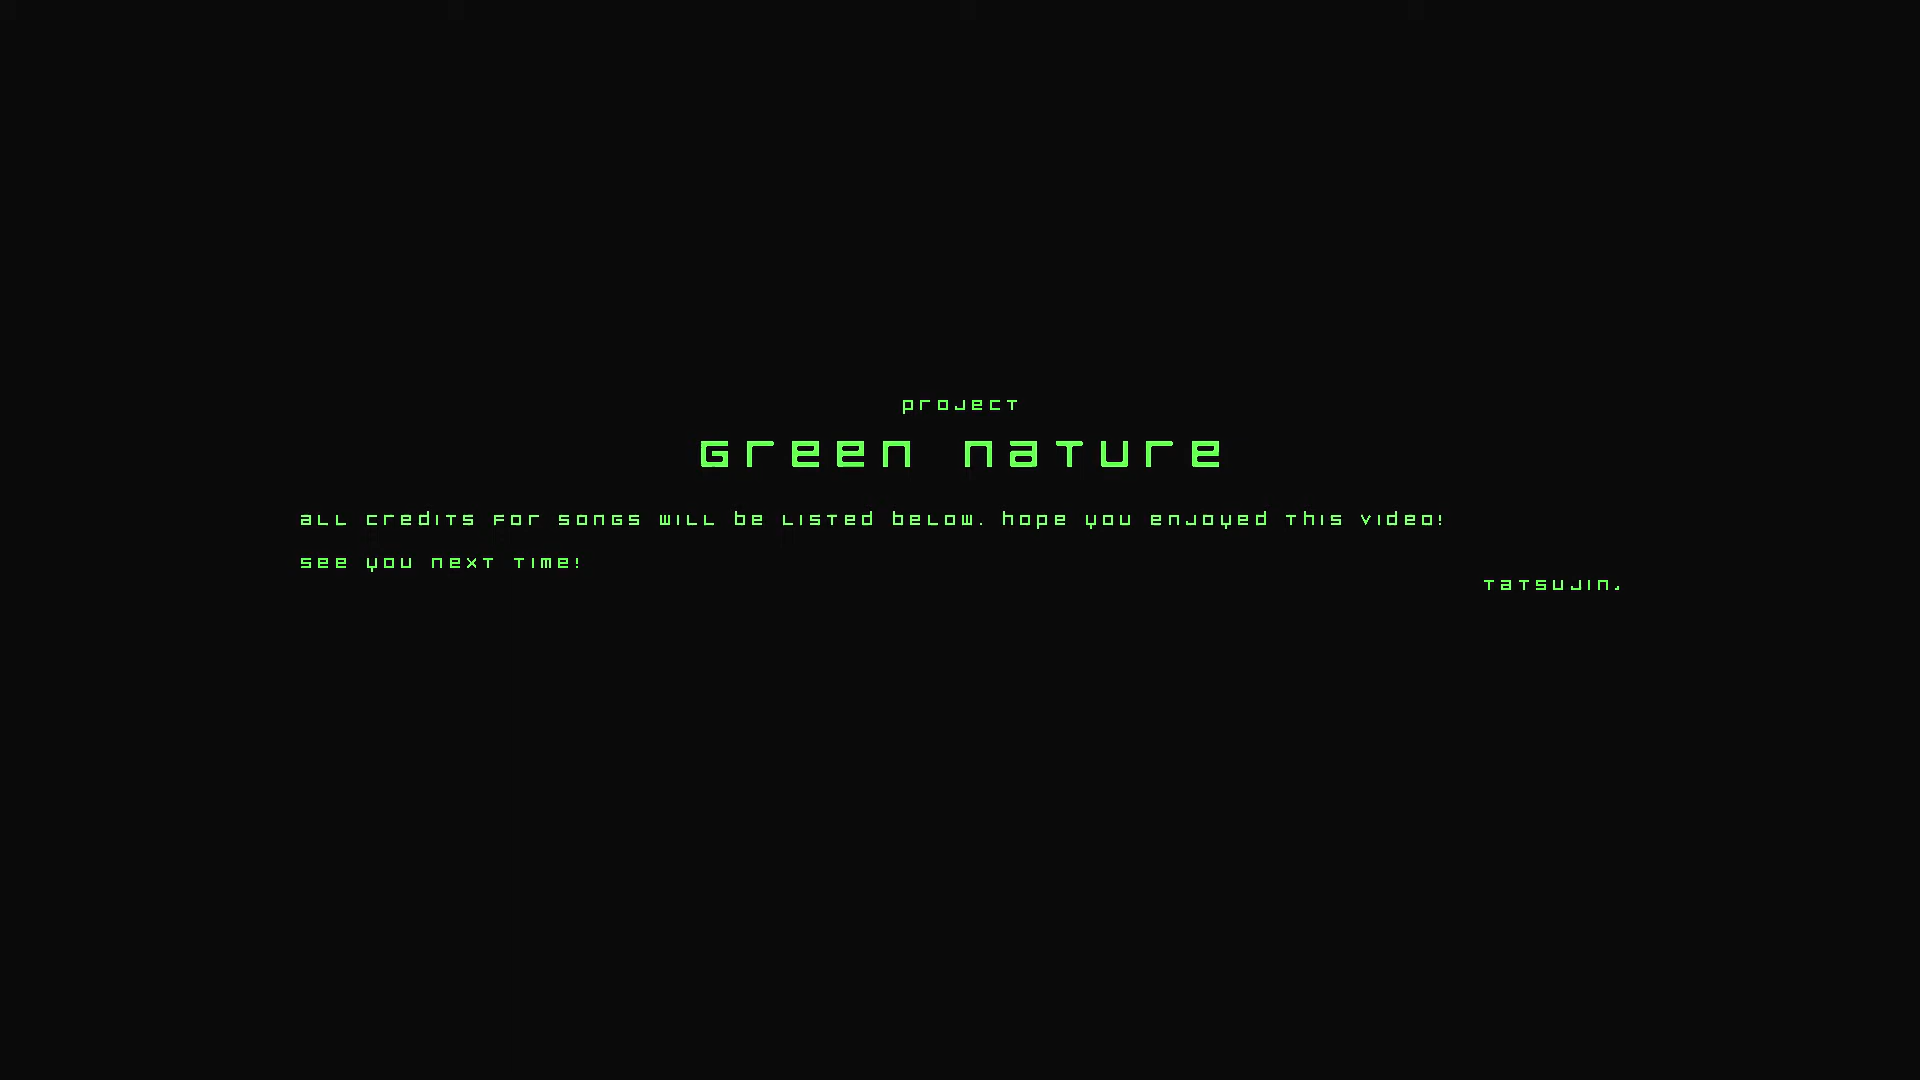 project
Green nature
all credits for songs will be listed below. hope you enjoyed this video!
see you next time!
Tatsujin.